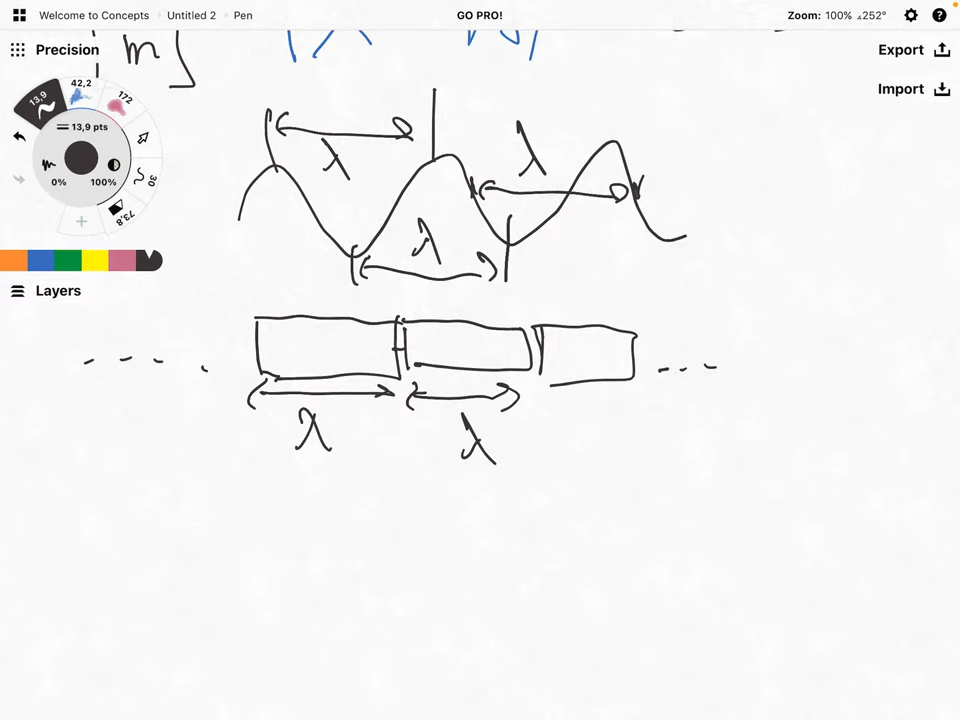 Welcome to Concepts Untitled 2 Pen GO PRO! Zoom: 100% ⊿252°
Precision Export
Import
13,9 42,2 172
13,9 pts
0% 100%
30
73,8
+
Layers
[m]
λ λ
λ
λ λ